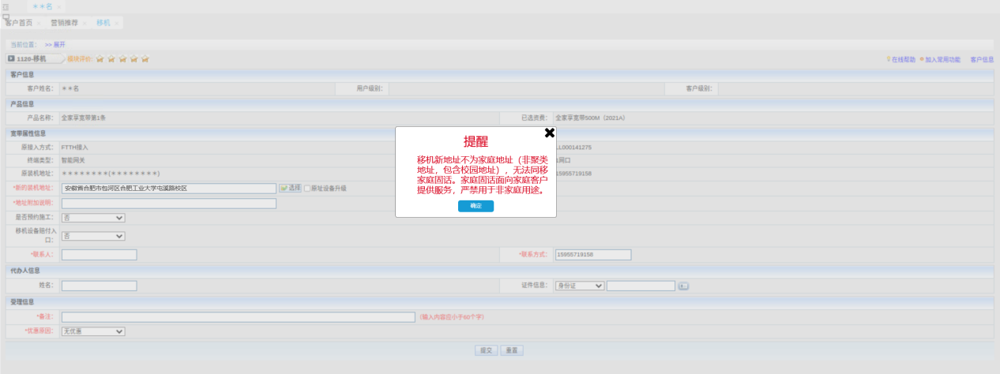 ＊＊名 ×
客户首页 × 营销推荐 × 移机 ×
当前位置： >> 展开
1120-移机 在线帮助 加入常用功能 客户信息
客户信息
客户姓名： ＊＊名 用户级别： 客户级别：
产品信息
产品名称： 全家享宽带第1条 已选资费： 全家享宽带500M（2021A）
宽带属性信息
原接入方式： FTTH接入 LL000141275
终端类型： 智能网关 网口
原装机地址： ＊＊＊＊＊＊＊＊(＊＊＊＊＊＊＊＊) 15955719158
*新的装机地址： 安徽省合肥市包河区合肥工业大学屯溪路校区 选择 原址设备升级
*地址附加说明：
是否预约施工： 否
移机设备赔付入
口： 否
*联系人： *联系方式： 15955719158
代办人信息
姓名： 证件信息： 身份证
受理信息
*备注： （输入内容应小于60个字）
*优惠原因： 无优惠
提交 重置
提醒
移机新地址不为家庭地址（非聚类
地址，包含校园地址），无法同移
家庭固话。家庭固话面向家庭客户
提供服务，严禁用于非家庭用途。
确定